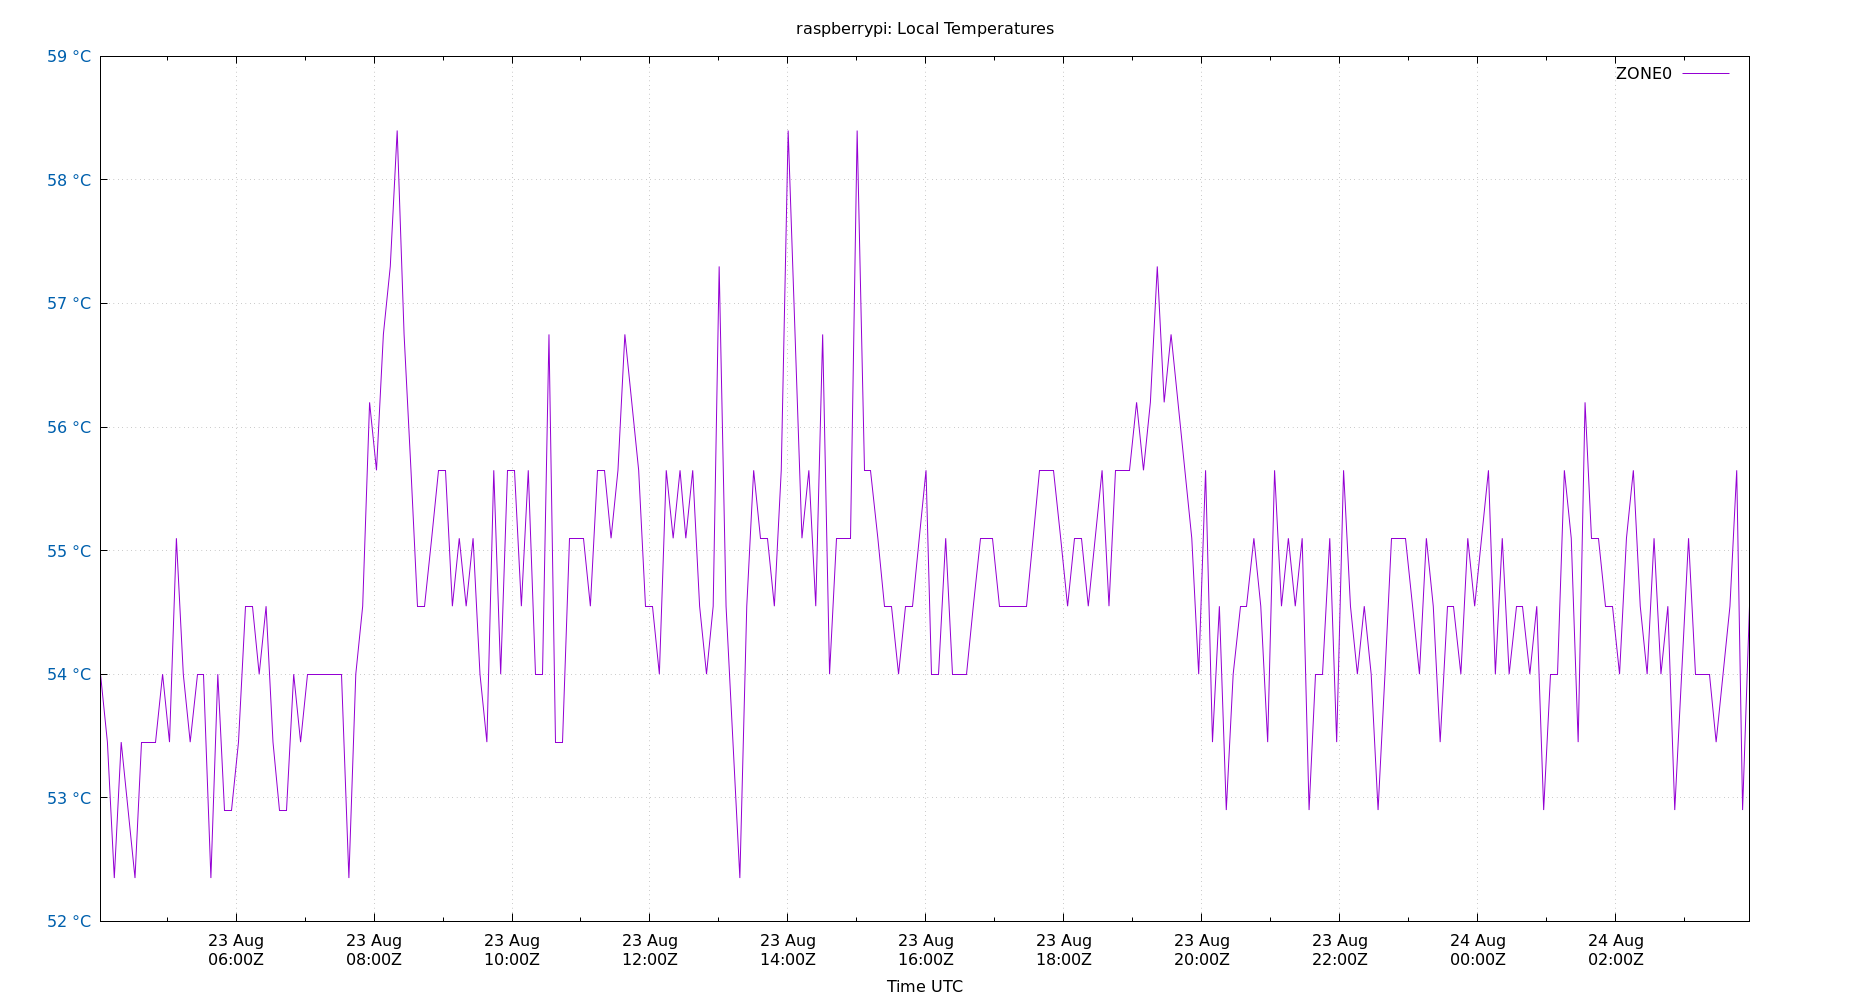 raspberrypi: Local Temperatures
ZONE0
59 °C
58 °C
57 °C
56 °C
55 °C
54 °C
53 °C
52 °C
23 Aug
06:00Z
23 Aug
08:00Z
23 Aug
10:00Z
23 Aug
12:00Z
23 Aug
14:00Z
23 Aug
16:00Z
23 Aug
18:00Z
23 Aug
20:00Z
23 Aug
22:00Z
24 Aug
00:00Z
24 Aug
02:00Z
Time UTC